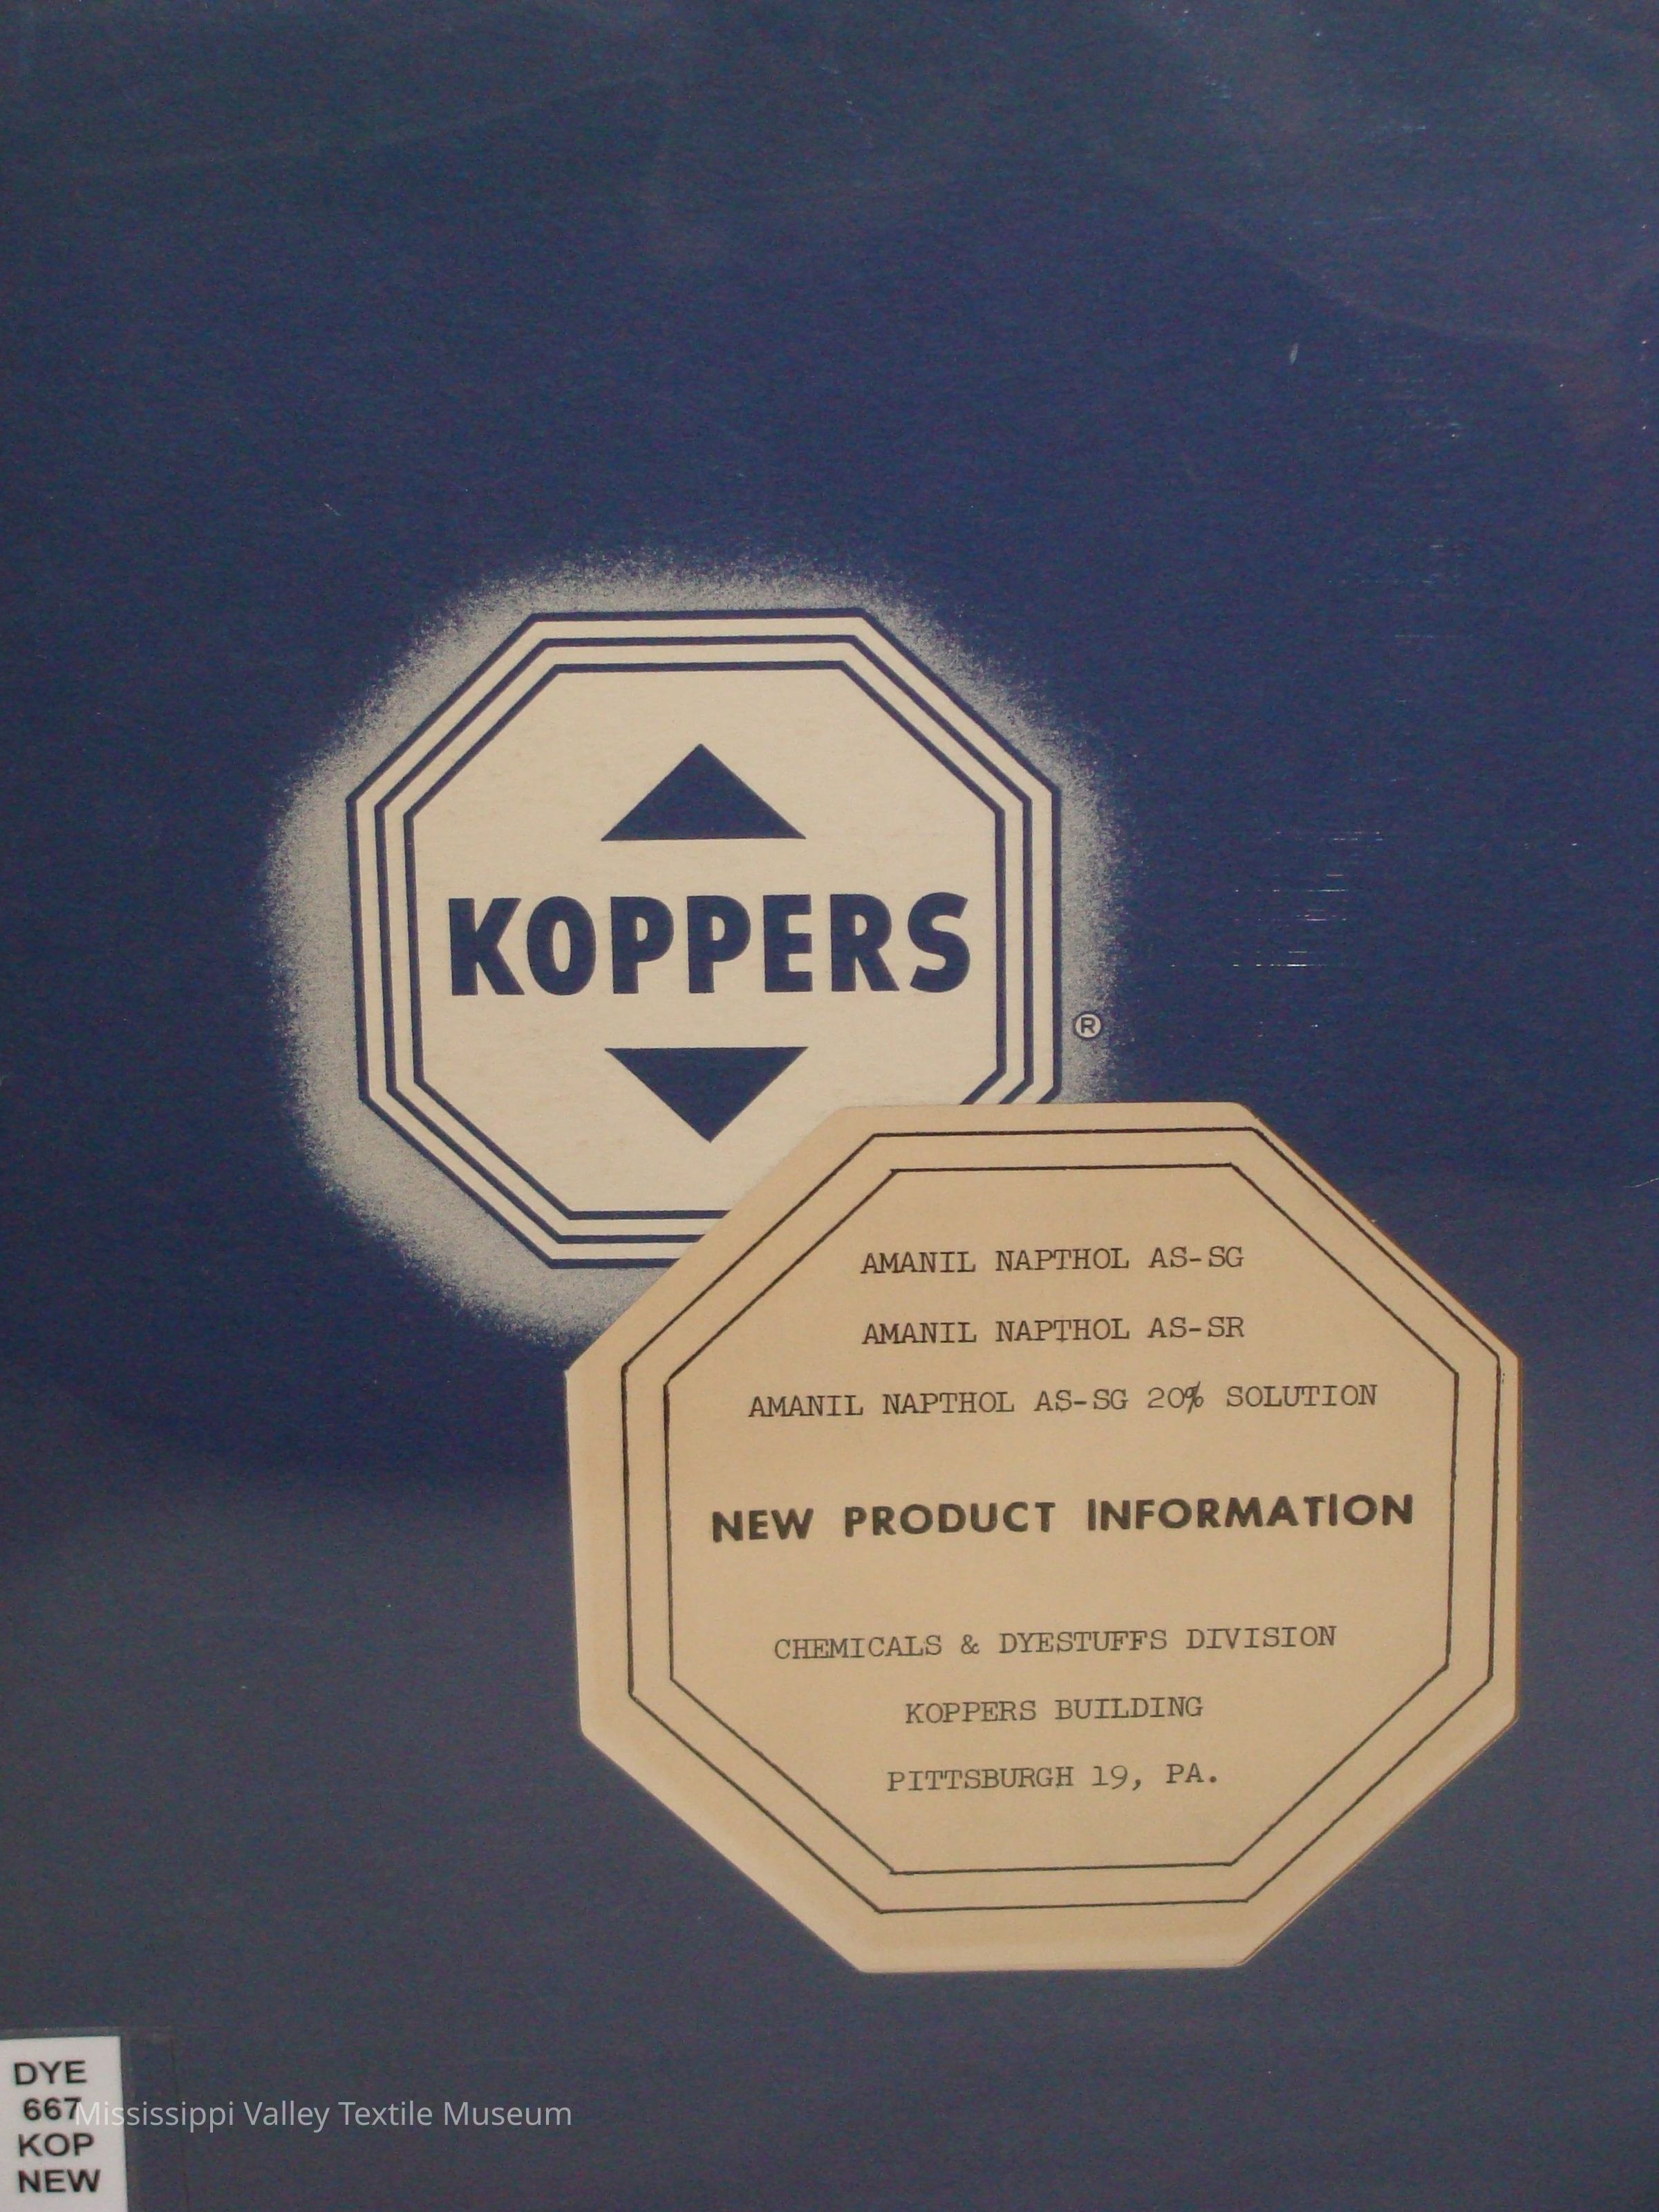 KOPPERS
®
AMANIL NAPTHOL AS-SG
AMANIL NAPTHOL AS-SR
AMANIL NAPTHOL AS-SG 20% SOLUTION
NEW PRODUCT INFORMATION
CHEMICALS & DYESTUFFS DIVISION
KOPPERS BUILDING
PITTSBURGH 19, PA.
DYE
667
KOP
NEW
Mississippi Valley Textile Museum